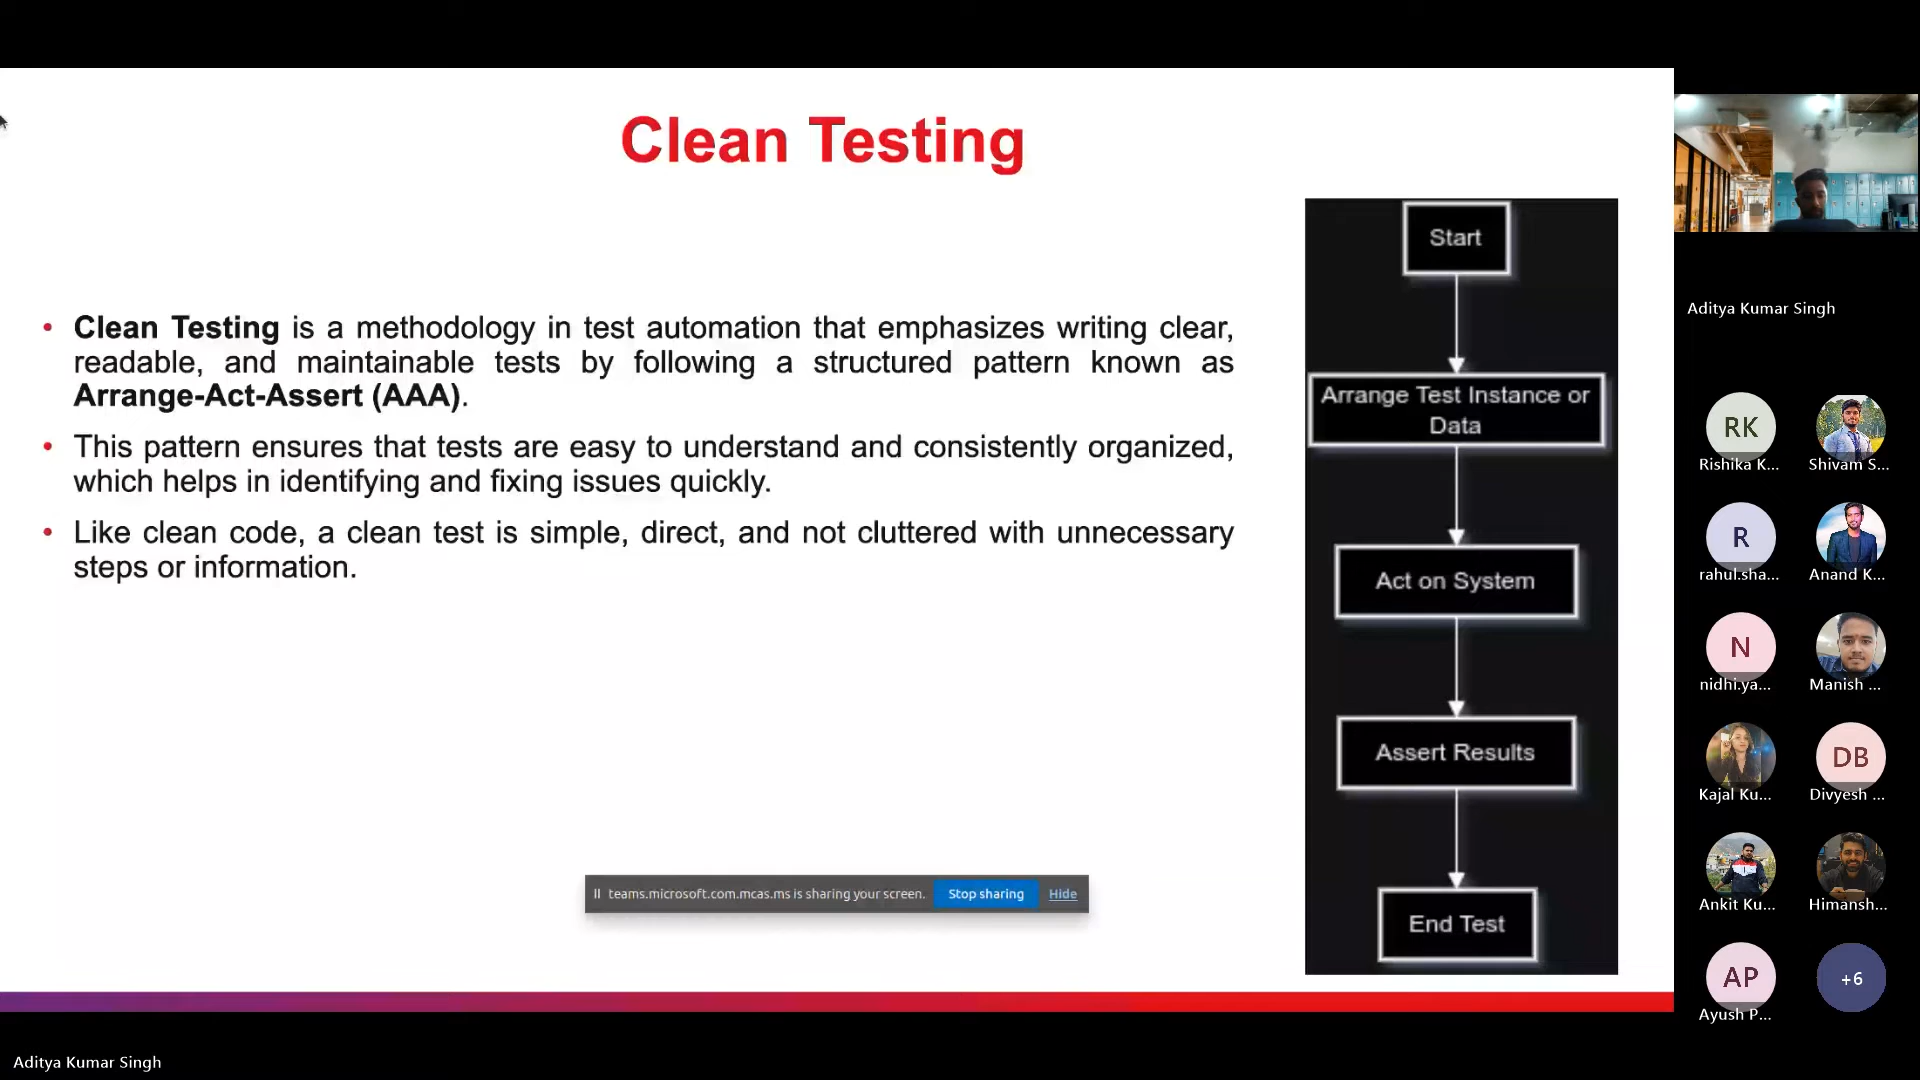 Clean Testing
• Clean Testing is a methodology in test automation that emphasizes writing clear,
readable, and maintainable tests by following a structured pattern known as
Arrange-Act-Assert (AAA).
• This pattern ensures that tests are easy to understand and consistently organized,
which helps in identifying and fixing issues quickly.
• Like clean code, a clean test is simple, direct, and not cluttered with unnecessary
steps or information.
Start
Arrange Test Instance or
Data
Act on System
Assert Results
End Test
teams.microsoft.com.mcas.ms is sharing your screen. Stop sharing Hide
Aditya Kumar Singh
RK
Rishika K... Shivam S...
R
rahul.sha... Anand K...
N
nidhi.ya... Manish ...
DB
Kajal Ku... Divyesh ...
Ankit Ku... Himansh...
AP +6
Ayush P...
Aditya Kumar Singh